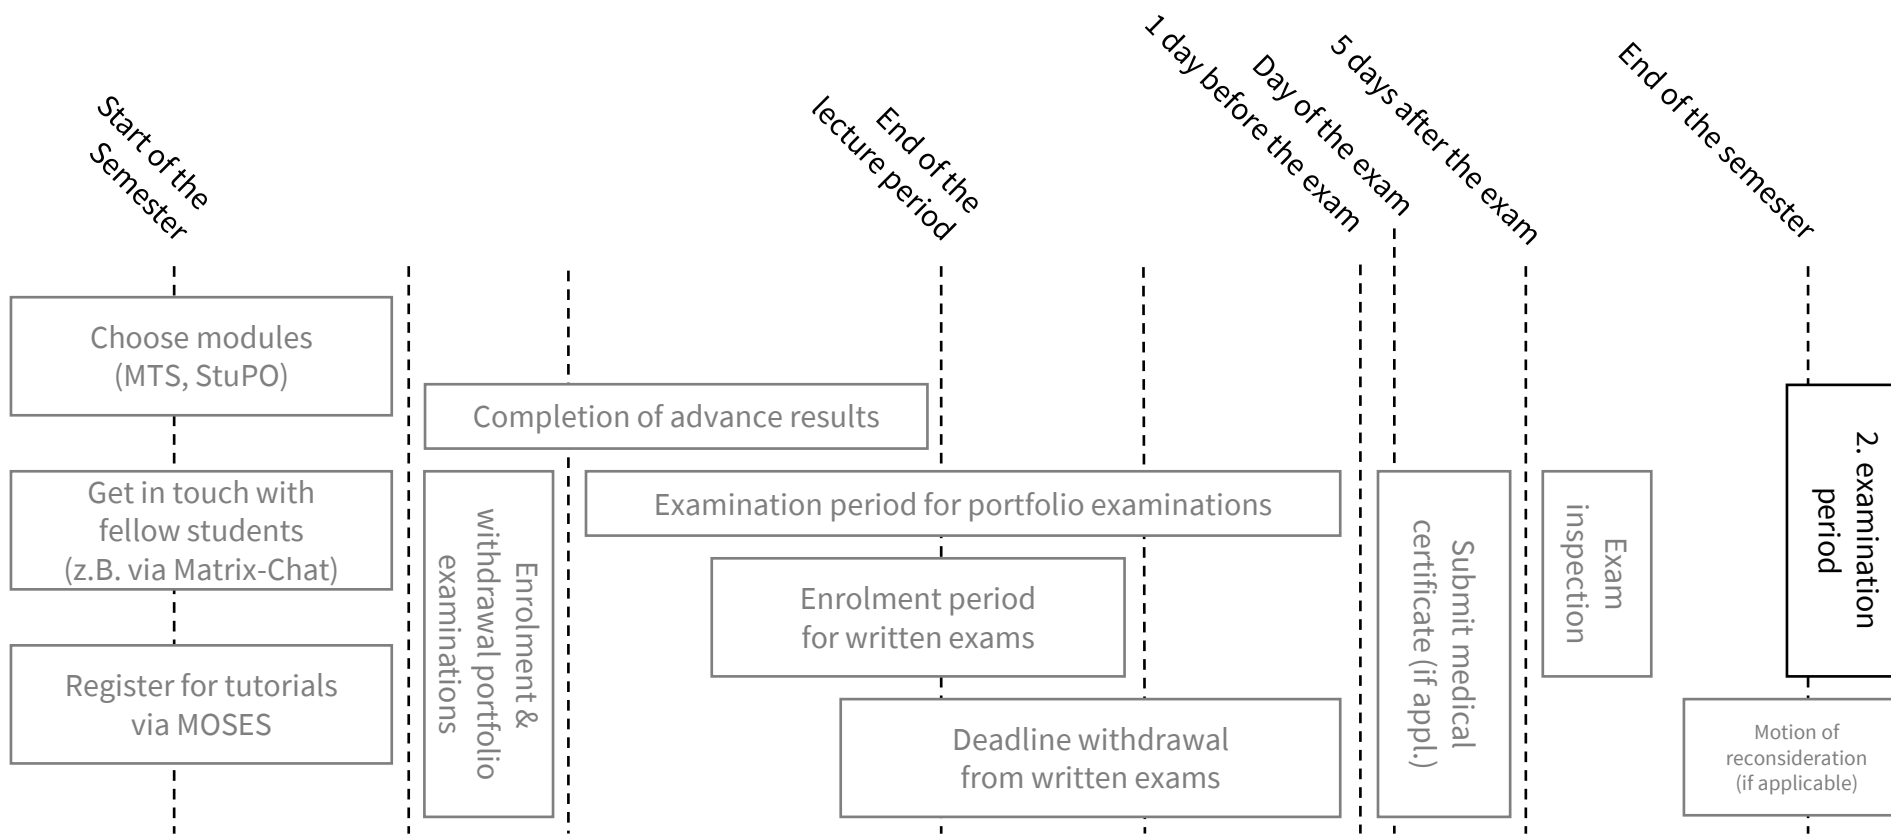 Start of the
Semester
End of the
lecture period
1 day before the exam
Day of the exam
5 days after the exam
End of the semester
Choose modules
(MTS, StuPO)
Completion of advance results
Get in touch with
fellow students
(z.B. via Matrix-Chat)
Enrolment &
withdrawal portfolio
examinations
Examination period for portfolio examinations
Enrolment period
for written exams
Submit medical
certificate (if appl.)
Exam
inspection
2. examination
period
Register for tutorials
via MOSES
Deadline withdrawal
from written exams
Motion of
reconsideration
(if applicable)